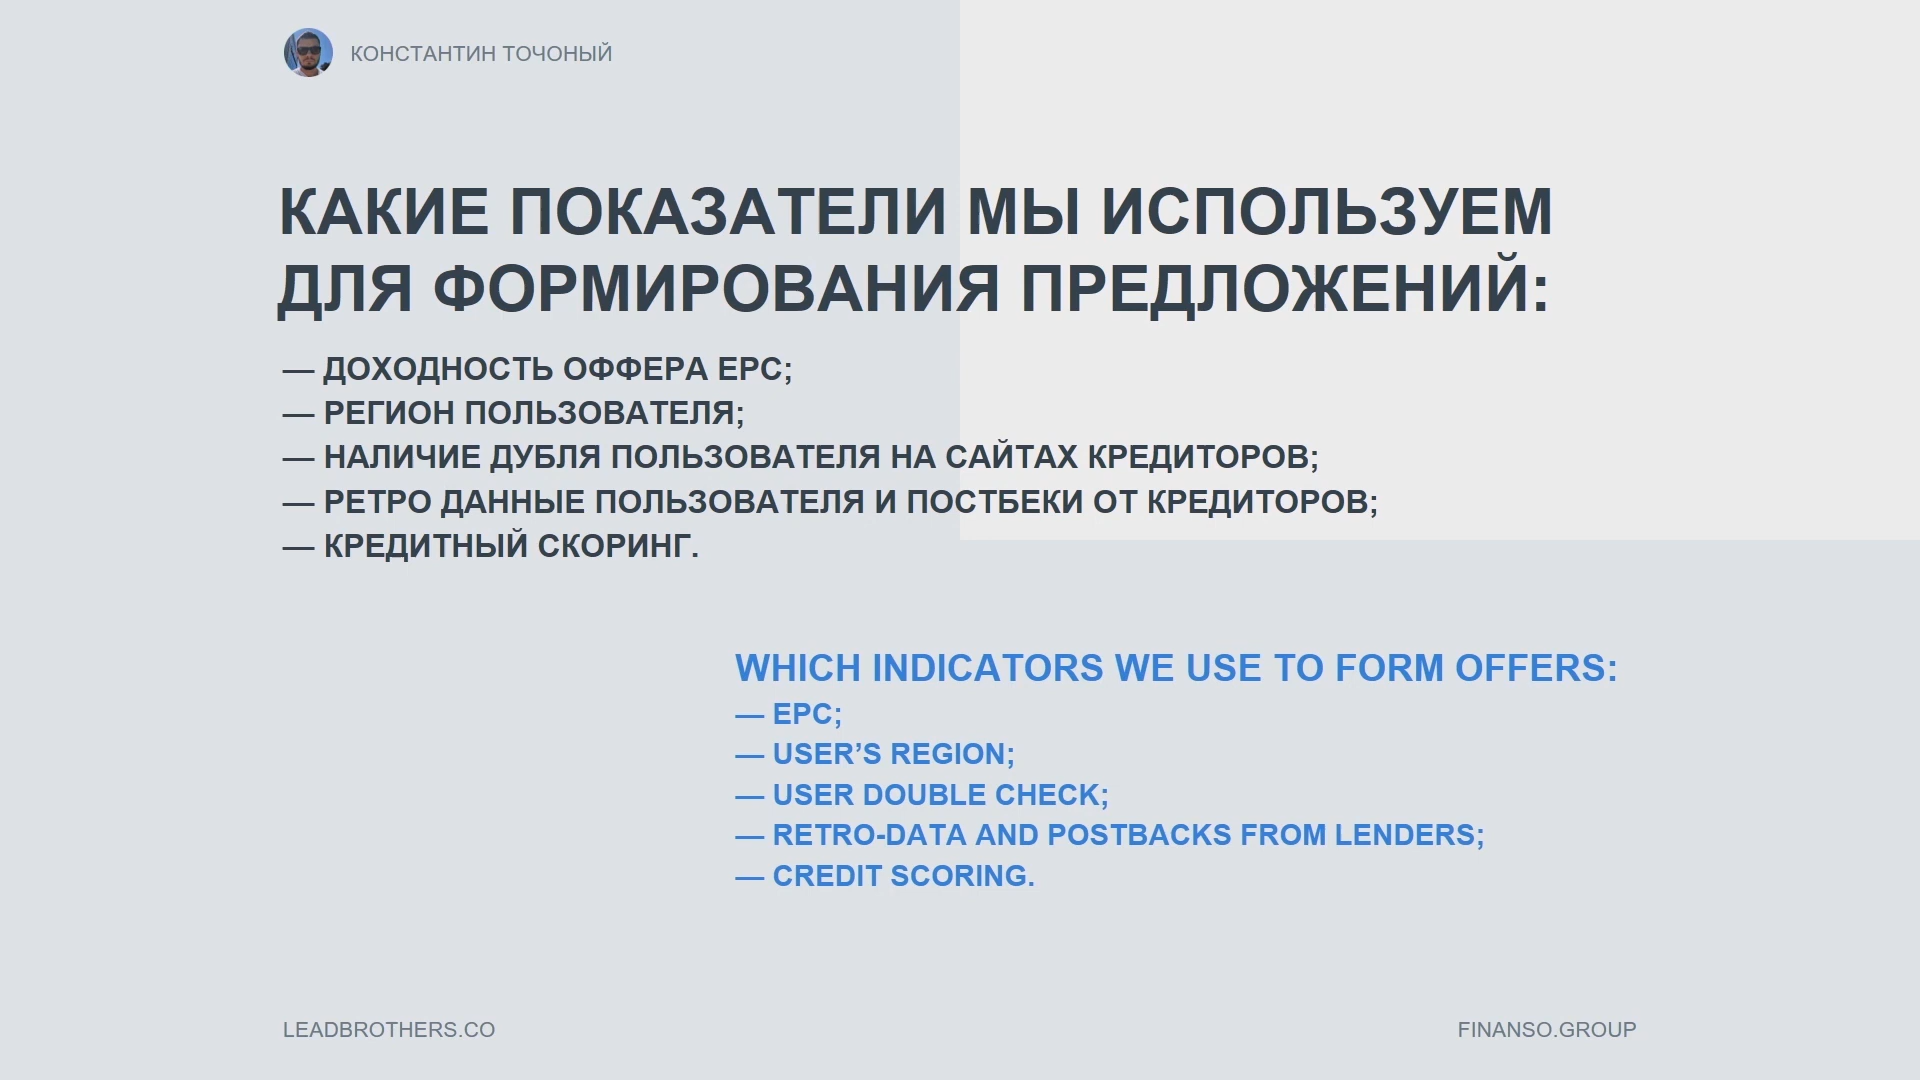 КОНСТАНТИН ТОЧОНЫЙ
КАКИЕ ПОКАЗАТЕЛИ МЫ ИСПОЛЬЗУЕМ
ДЛЯ ФОРМИРОВАНИЯ ПРЕДЛОЖЕНИЙ:
— ДОХОДНОСТЬ ОФФЕРА EPC;
— РЕГИОН ПОЛЬЗОВАТЕЛЯ;
— НАЛИЧИЕ ДУБЛЯ ПОЛЬЗОВАТЕЛЯ НА САЙТАХ КРЕДИТОРОВ;
— РЕТРО ДАННЫЕ ПОЛЬЗОВАТЕЛЯ И ПОСТБЕКИ ОТ КРЕДИТОРОВ;
— КРЕДИТНЫЙ СКОРИНГ.
WHICH INDICATORS WE USE TO FORM OFFERS:
— EPC;
— USER’S REGION;
— USER DOUBLE CHECK;
— RETRO-DATA AND POSTBACKS FROM LENDERS;
— CREDIT SCORING.
LEADBROTHERS.CO
FINANSO.GROUP